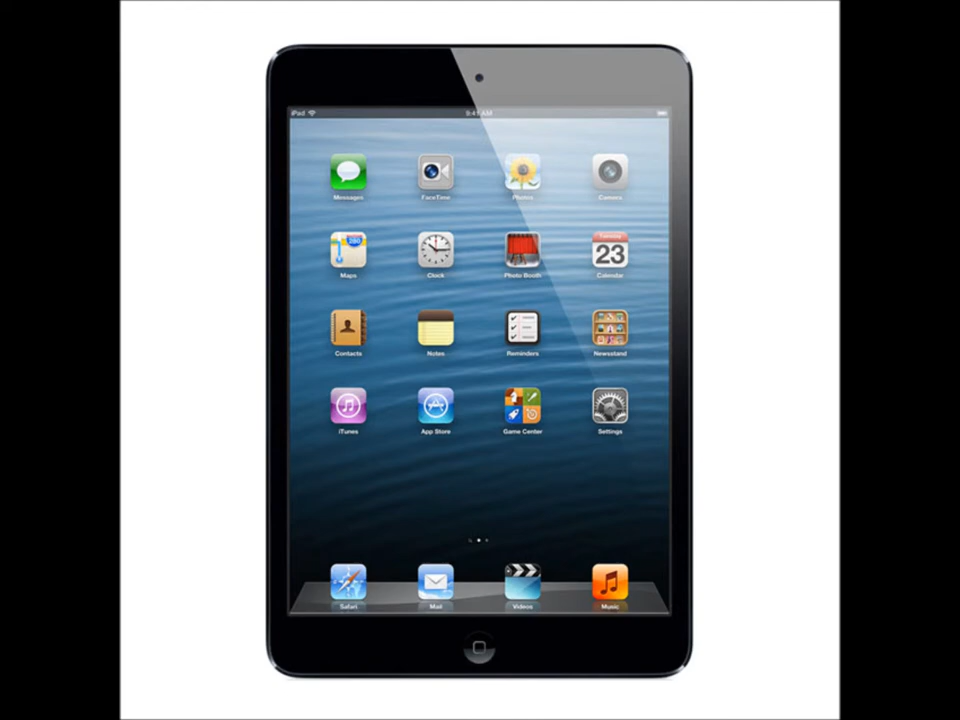 iPad 9:41 AM
Messages FaceTime Photos Camera
280
Tuesday
23
Maps Clock Photo Booth Calendar
Contacts Notes Reminders Newsstand
iTunes App Store Game Center Settings
Safari Mail Videos Music